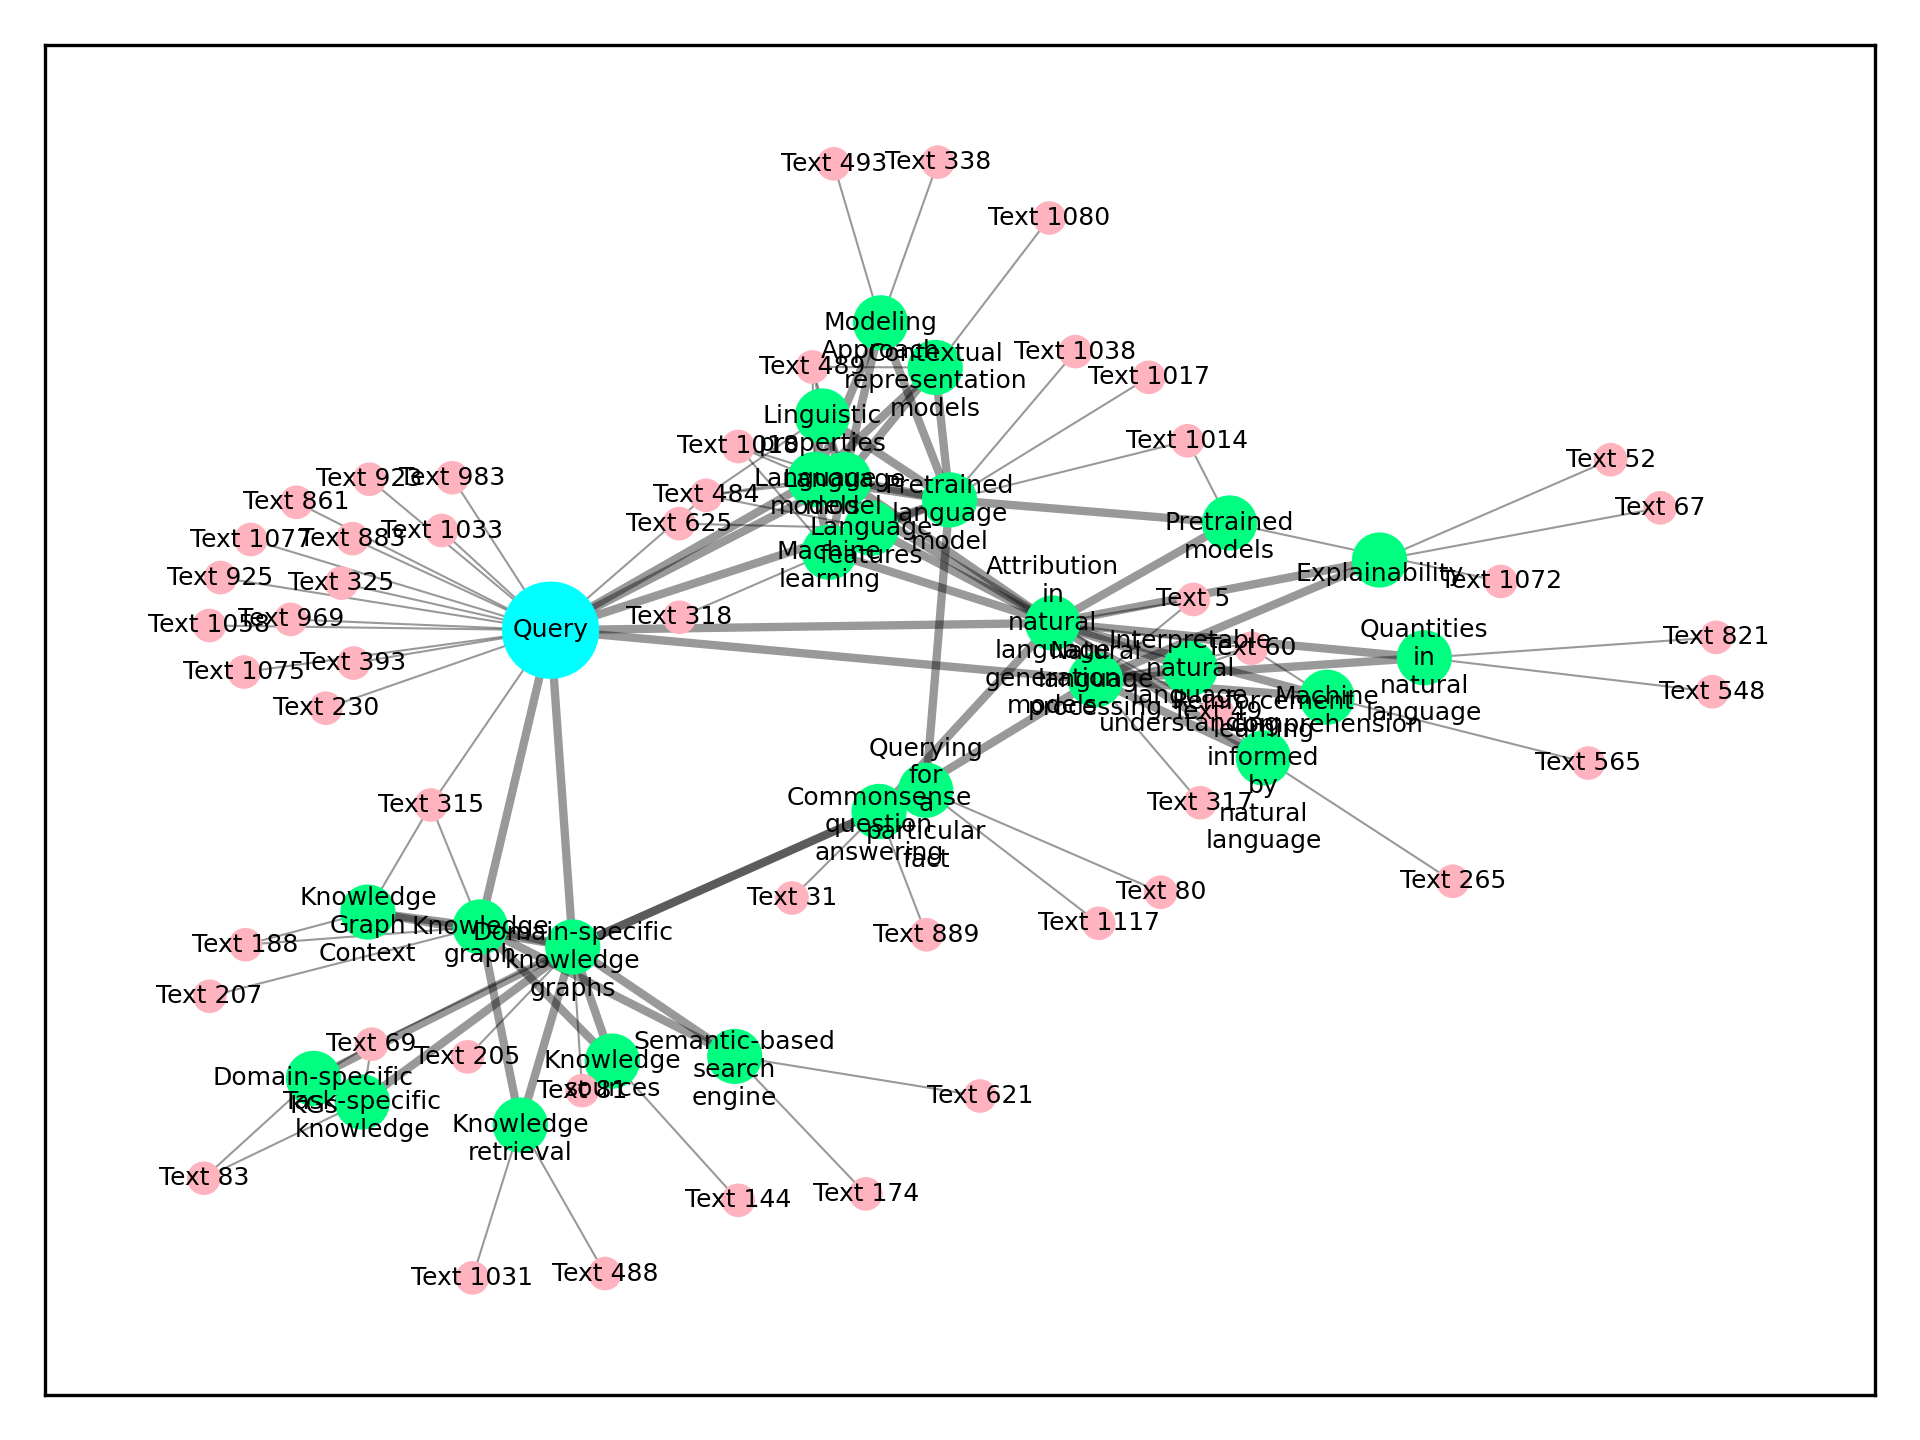 Text 493
Text 338
Text 1080
Modeling
Approach
Contextual
representation
models
Text 489
Text 1038
Text 1017
Linguistic
properties
Text 1018
Text 1014
Text 923
Text 983
Text 861
Text 484
Language
models
Language
model
Pretrained
language
model
Text 52
Text 67
Text 1077
Text 883
Text 1033
Text 625
Language
features
Machine
learning
Pretrained
models
Explainability
Text 1072
Text 925
Text 325
Attribution
in
natural
language
generation
models
Text 5
Text 1058
Text 969
Query
Text 318
Natural
language
processing
Interpretable
natural
language
understanding
Text 60
Quantities
in
natural
language
Text 821
Text 1075
Text 393
Text 548
Text 230
Text 49
Machine
comprehension
Reinforcement
learning
informed
by
natural
language
Text 565
Querying
for
a
particular
fact
Commonsense
question
answering
Text 315
Text 317
Text 31
Text 80
Text 265
Text 889
Text 1117
Knowledge
Graph
Context
Knowledge
graph
Domain-specific
knowledge
graphs
Text 188
Text 207
Text 69
Text 205
Knowledge
sources
Semantic-based
search
engine
Domain-specific
KGs
Task-specific
knowledge
Text 81
Text 621
Knowledge
retrieval
Text 83
Text 144
Text 174
Text 1031
Text 488